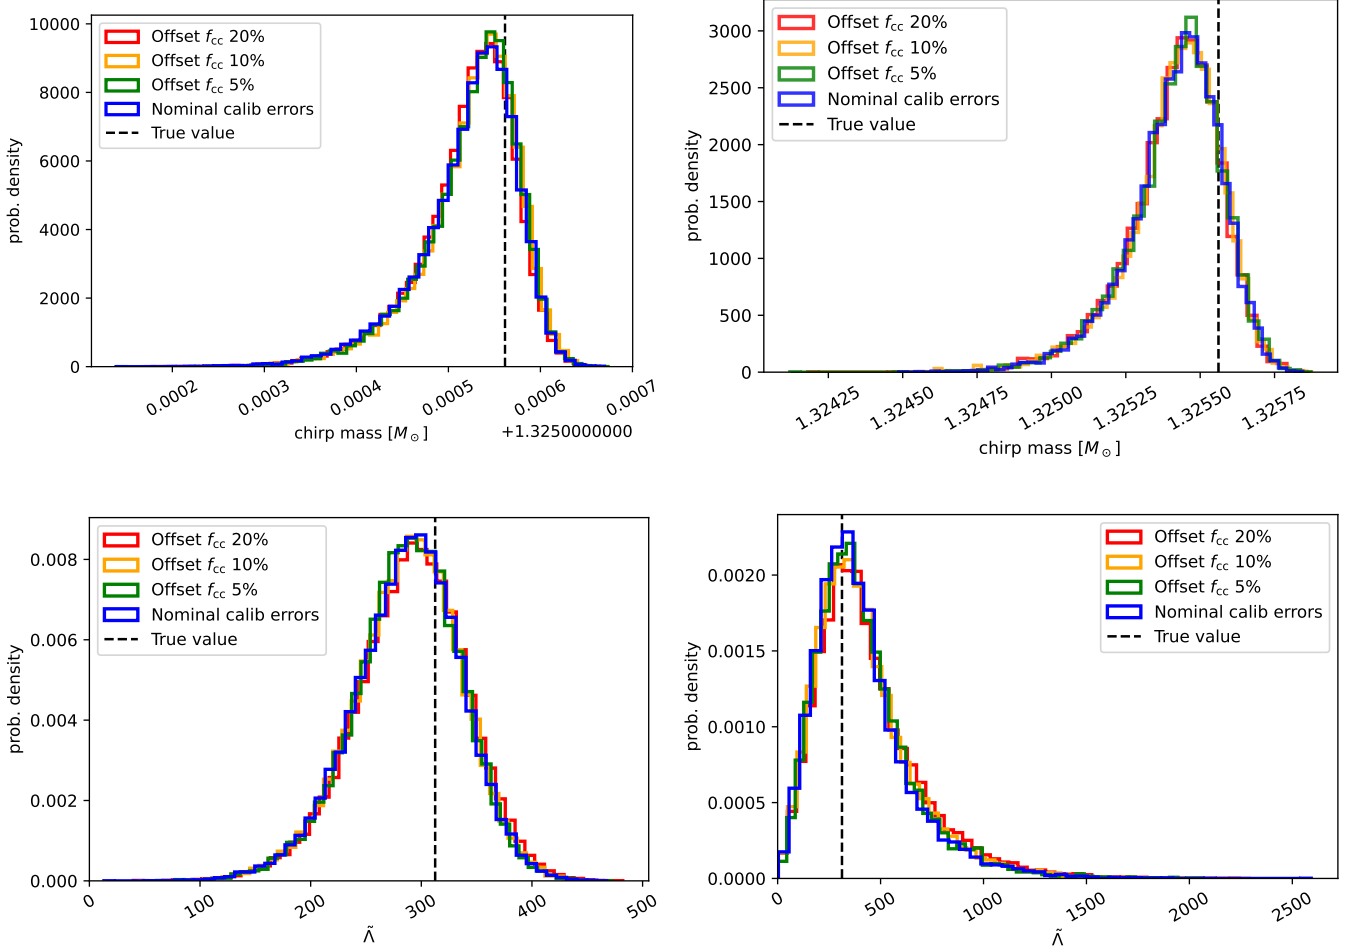 10000
8000
6000
4000
2000
0
prob. density
Offset f_cc 20%
Offset f_cc 10%
Offset f_cc 5%
Nominal calib errors
True value
0.0002
0.0003
0.0004
0.0005
0.0006
0.0007
chirp mass [M_⊙]
+1.3250000000
3000
2500
2000
1500
1000
500
0
prob. density
Offset f_cc 20%
Offset f_cc 10%
Offset f_cc 5%
Nominal calib errors
True value
1.32425
1.32450
1.32475
1.32500
1.32525
1.32550
1.32575
chirp mass [M_⊙]
0.008
0.006
0.004
0.002
0.000
prob. density
Offset f_cc 20%
Offset f_cc 10%
Offset f_cc 5%
Nominal calib errors
True value
0
100
200
300
400
500
Λ̃
0.0020
0.0015
0.0010
0.0005
0.0000
prob. density
Offset f_cc 20%
Offset f_cc 10%
Offset f_cc 5%
Nominal calib errors
True value
0
500
1000
1500
2000
2500
Λ̃